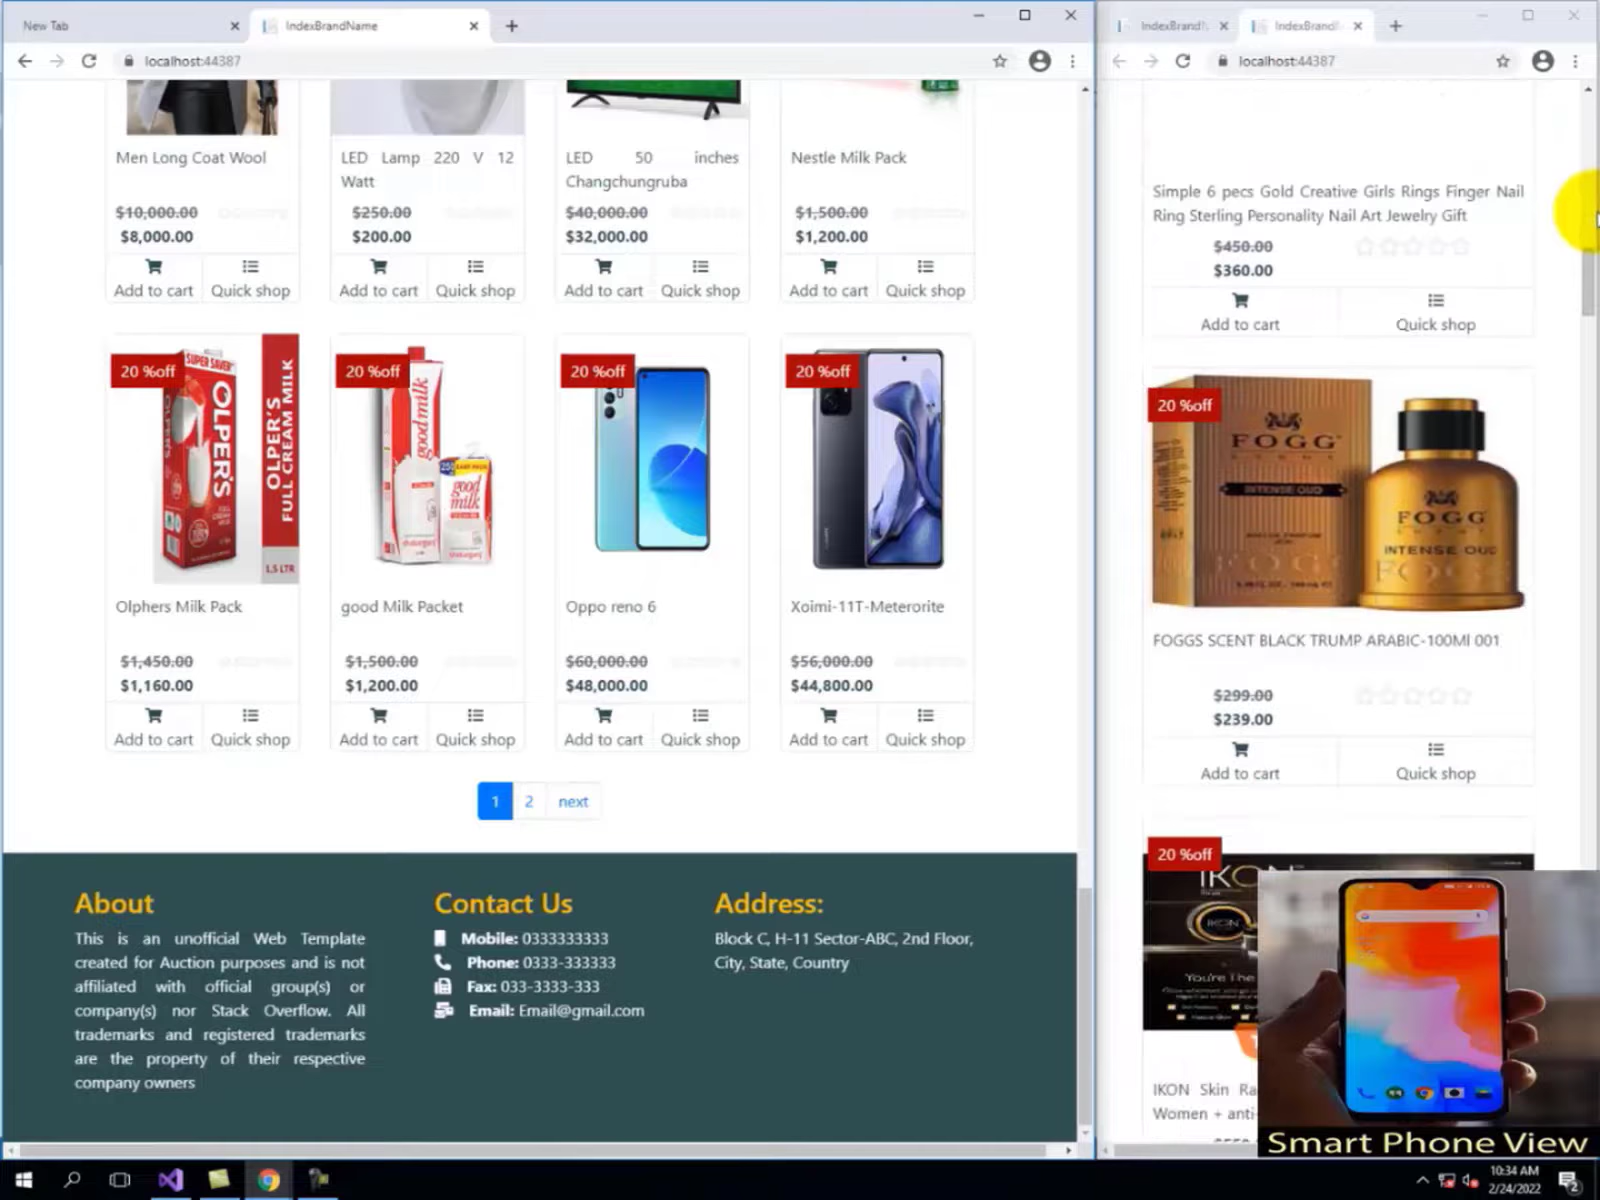 New Tab
IndexBrandName
localhost:44387
Men Long Coat Wool
$10,000.00
$8,000.00
Add to cart
Quick shop
LED Lamp 220 V 12
Watt
$250.00
$200.00
Add to cart
Quick shop
LED 50 inches
Changchungruba
$40,000.00
$32,000.00
Add to cart
Quick shop
Nestle Milk Pack
$1,500.00
$1,200.00
Add to cart
Quick shop
20 %off
SUPER SAVER
OLPER'S
OLPER'S
FULL CREAM MILK
1.5 LTR
Olphers Milk Pack
$1,450.00
$1,160.00
Add to cart
Quick shop
20 %off
good milk
good
milk
good Milk Packet
$1,500.00
$1,200.00
Add to cart
Quick shop
20 %off
Oppo reno 6
$60,000.00
$48,000.00
Add to cart
Quick shop
20 %off
Xoimi-11T-Meterorite
$56,000.00
$44,800.00
Add to cart
Quick shop
1 2 next
About
This is an unofficial Web Template
created for Auction purposes and is not
affiliated with official group(s) or
company(s) nor Stack Overflow. All
trademarks and registered trademarks
are the property of their respective
company owners
Contact Us
Mobile: 0333333333
Phone: 0333-333333
Fax: 033-3333-333
Email: Email@gmail.com
Address:
Block C, H-11 Sector-ABC, 2nd Floor,
City, State, Country
IndexBrandN
IndexBrandN
localhost:44387
Simple 6 pecs Gold Creative Girls Rings Finger Nail
Ring Sterling Personality Nail Art Jewelry Gift
$450.00
$360.00
Add to cart
Quick shop
20 %off
FOGG
INTENSE OUD
FOGG
INTENSE OUD
FOGG
FOGGS SCENT BLACK TRUMP ARABIC-100Ml 001
$299.00
$239.00
Add to cart
Quick shop
20 %off
IKON
IKON
You're The
IKON Skin Ra
Women + anti-
Smart Phone View
10:34 AM
2/24/2022
2